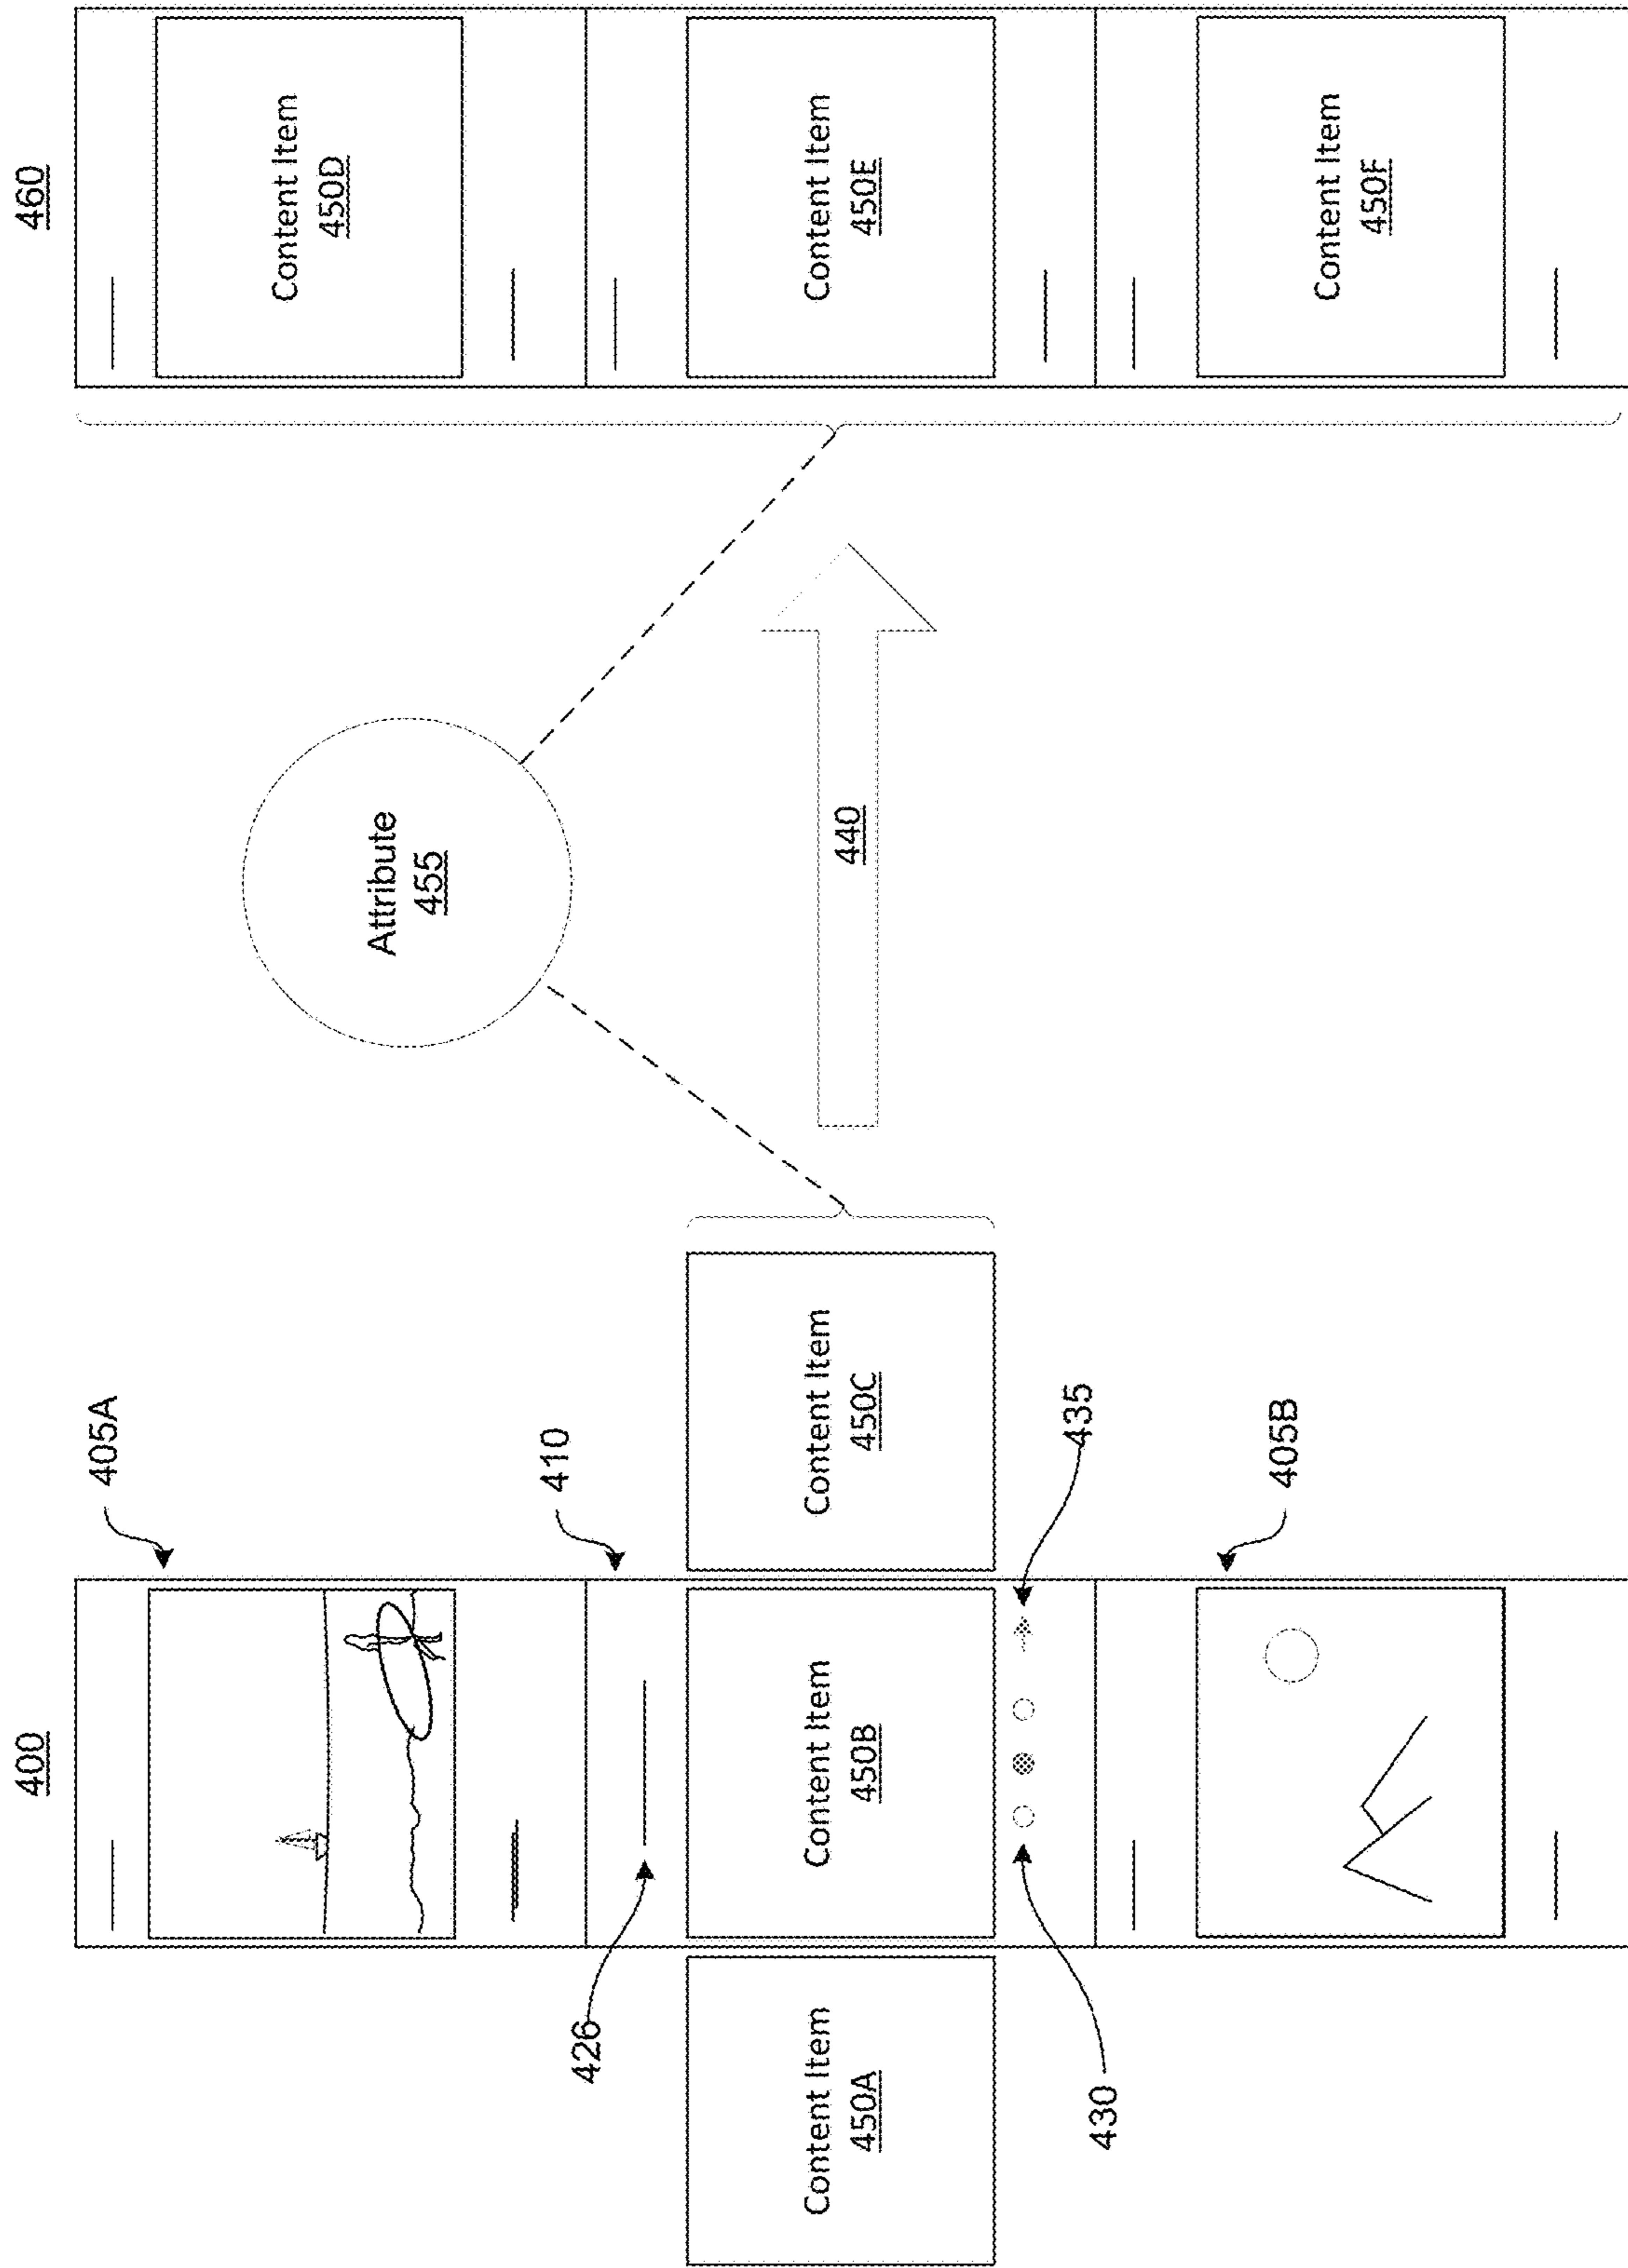 400
460
405A
410
426
Content Item
450A
Content Item
450B
Content Item
450C
430
435
405B
Attribute
455
440
Content Item
450D
Content Item
450E
Content Item
450F